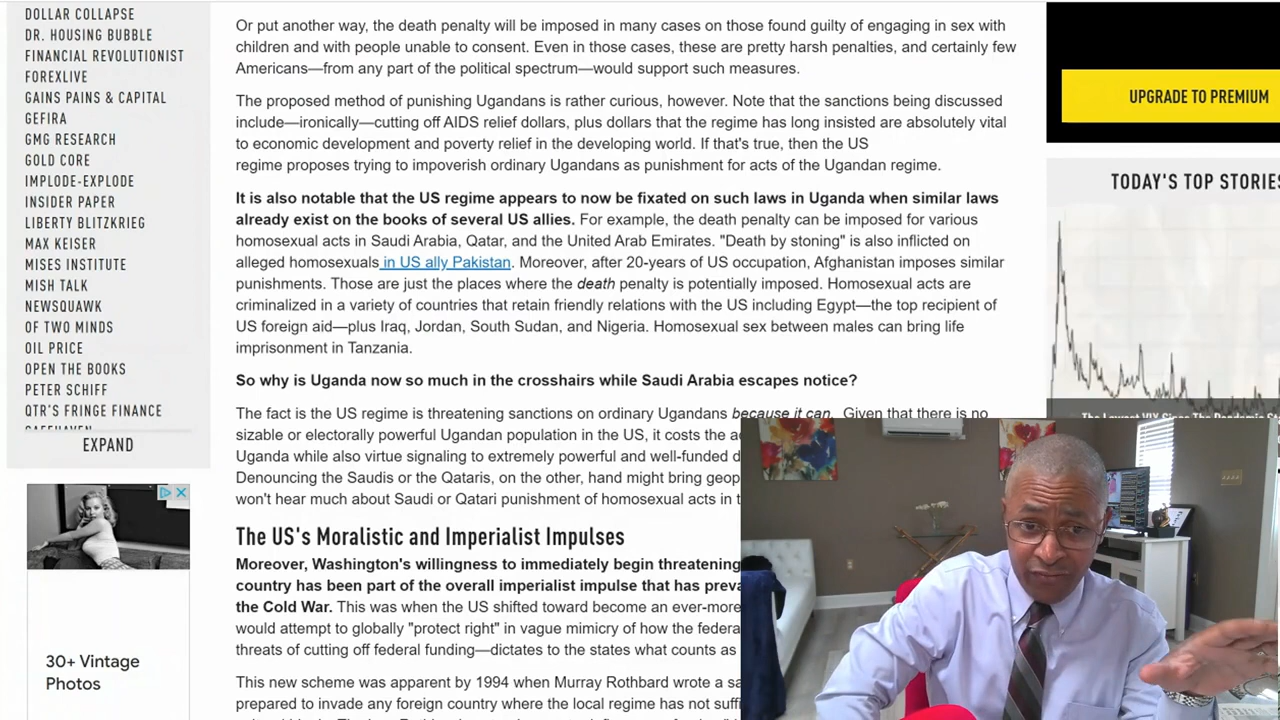 DOLLAR COLLAPSE
DR. HOUSING BUBBLE
FINANCIAL REVOLUTIONIST
FOREXLIVE
GAINS PAINS & CAPITAL
GEFIRA
GMG RESEARCH
GOLD CORE
IMPLODE-EXPLODE
INSIDER PAPER
LIBERTY BLITZKRIEG
MAX KEISER
MISES INSTITUTE
MISH TALK
NEWSQUAWK
OF TWO MINDS
OIL PRICE
OPEN THE BOOKS
PETER SCHIFF
QTR'S FRINGE FINANCE
SAFEHAVEN
EXPAND
30+ Vintage
Photos
Or put another way, the death penalty will be imposed in many cases on those found guilty of engaging in sex with
children and with people unable to consent. Even in those cases, these are pretty harsh penalties, and certainly few
Americans—from any part of the political spectrum—would support such measures.
The proposed method of punishing Ugandans is rather curious, however. Note that the sanctions being discussed
include—ironically—cutting off AIDS relief dollars, plus dollars that the regime has long insisted are absolutely vital
to economic development and poverty relief in the developing world. If that's true, then the US
regime proposes trying to impoverish ordinary Ugandans as punishment for acts of the Ugandan regime.
It is also notable that the US regime appears to now be fixated on such laws in Uganda when similar laws
already exist on the books of several US allies. For example, the death penalty can be imposed for various
homosexual acts in Saudi Arabia, Qatar, and the United Arab Emirates. "Death by stoning" is also inflicted on
alleged homosexuals in US ally Pakistan. Moreover, after 20-years of US occupation, Afghanistan imposes similar
punishments. Those are just the places where the death penalty is potentially imposed. Homosexual acts are
criminalized in a variety of countries that retain friendly relations with the US including Egypt—the top recipient of
US foreign aid—plus Iraq, Jordan, South Sudan, and Nigeria. Homosexual sex between males can bring life
imprisonment in Tanzania.
So why is Uganda now so much in the crosshairs while Saudi Arabia escapes notice?
The fact is the US regime is threatening sanctions on ordinary Ugandans because it can. Given that there is no
sizable or electorally powerful Ugandan population in the US, it costs the
Uganda while also virtue signaling to extremely powerful and well-funded
Denouncing the Saudis or the Qataris, on the other, hand might bring
won't hear much about Saudi or Qatari punishment of homosexual acts in
The US's Moralistic and Imperialist Impulses
Moreover, Washington's willingness to immediately begin threatening
country has been part of the overall imperialist impulse that has
the Cold War. This was when the US shifted toward become an ever-more
would attempt to globally "protect right" in vague mimicry of how the
threats of cutting off federal funding—dictates to the states what counts as
This new scheme was apparent by 1994 when Murray Rothbard wrote a
prepared to invade any foreign country where the local regime has not
UPGRADE TO PREMIUM
TODAY'S TOP STORIES
The Lowest VIX Since The Pandemic